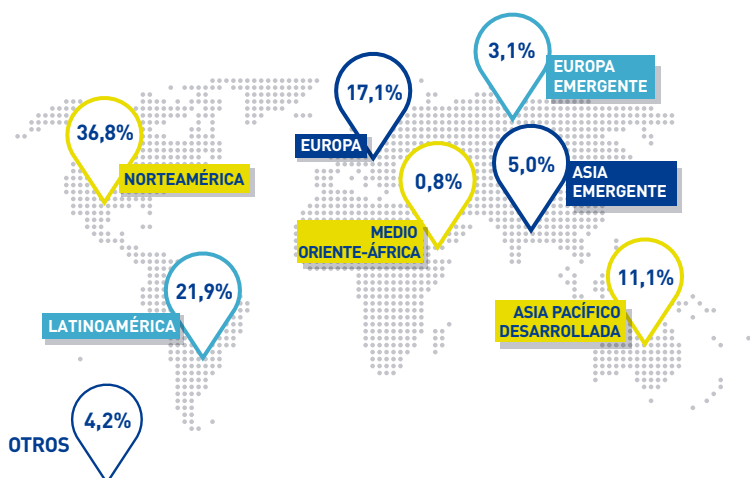 3,1%
EUROPA
EMERGENTE
17,1%
EUROPA
36,8%
NORTEAMÉRICA
0,8%
MEDIO
ORIENTE-ÁFRICA
5,0%
ASIA
EMERGENTE
21,9%
LATINOAMÉRICA
11,1%
ASIA PACÍFICO
DESARROLLADA
4,2%
OTROS